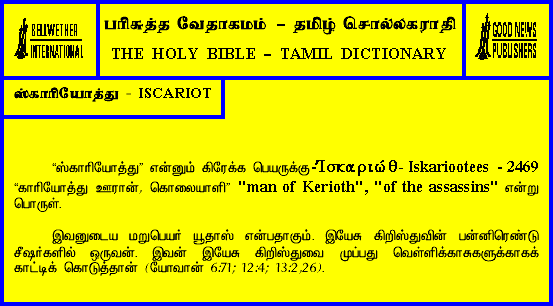 BELLWETHER
INTERNATIONAL
பரிசுத்த வேதாகமம் – தமிழ் சொல்லகராதி
THE HOLY BIBLE – TAMIL DICTIONARY
GOOD NEWS
PUBLISHERS
ஸ்காரியோத்து - ISCARIOT
“ஸ்காரியோத்து” என்னும் கிரேக்க பெயருக்கு-Ἰσκαριώθ- Iskariootees - 2469
“காரியோத்து ஊரான், கொலையாளி” "man of Kerioth", "of the assassins" என்று
பொருள்.
இவனுடைய மறுபெயர் யூதாஸ் என்பதாகும். இயேசு கிறிஸ்துவின் பன்னிரெண்டு
சீஷர்களில் ஒருவன். இவன் இயேசு கிறிஸ்துவை முப்பது வெள்ளிக்காசுகளுக்காகக்
காட்டிக் கொடுத்தான் (யோவான் 6:71; 12:4; 13:2,26).